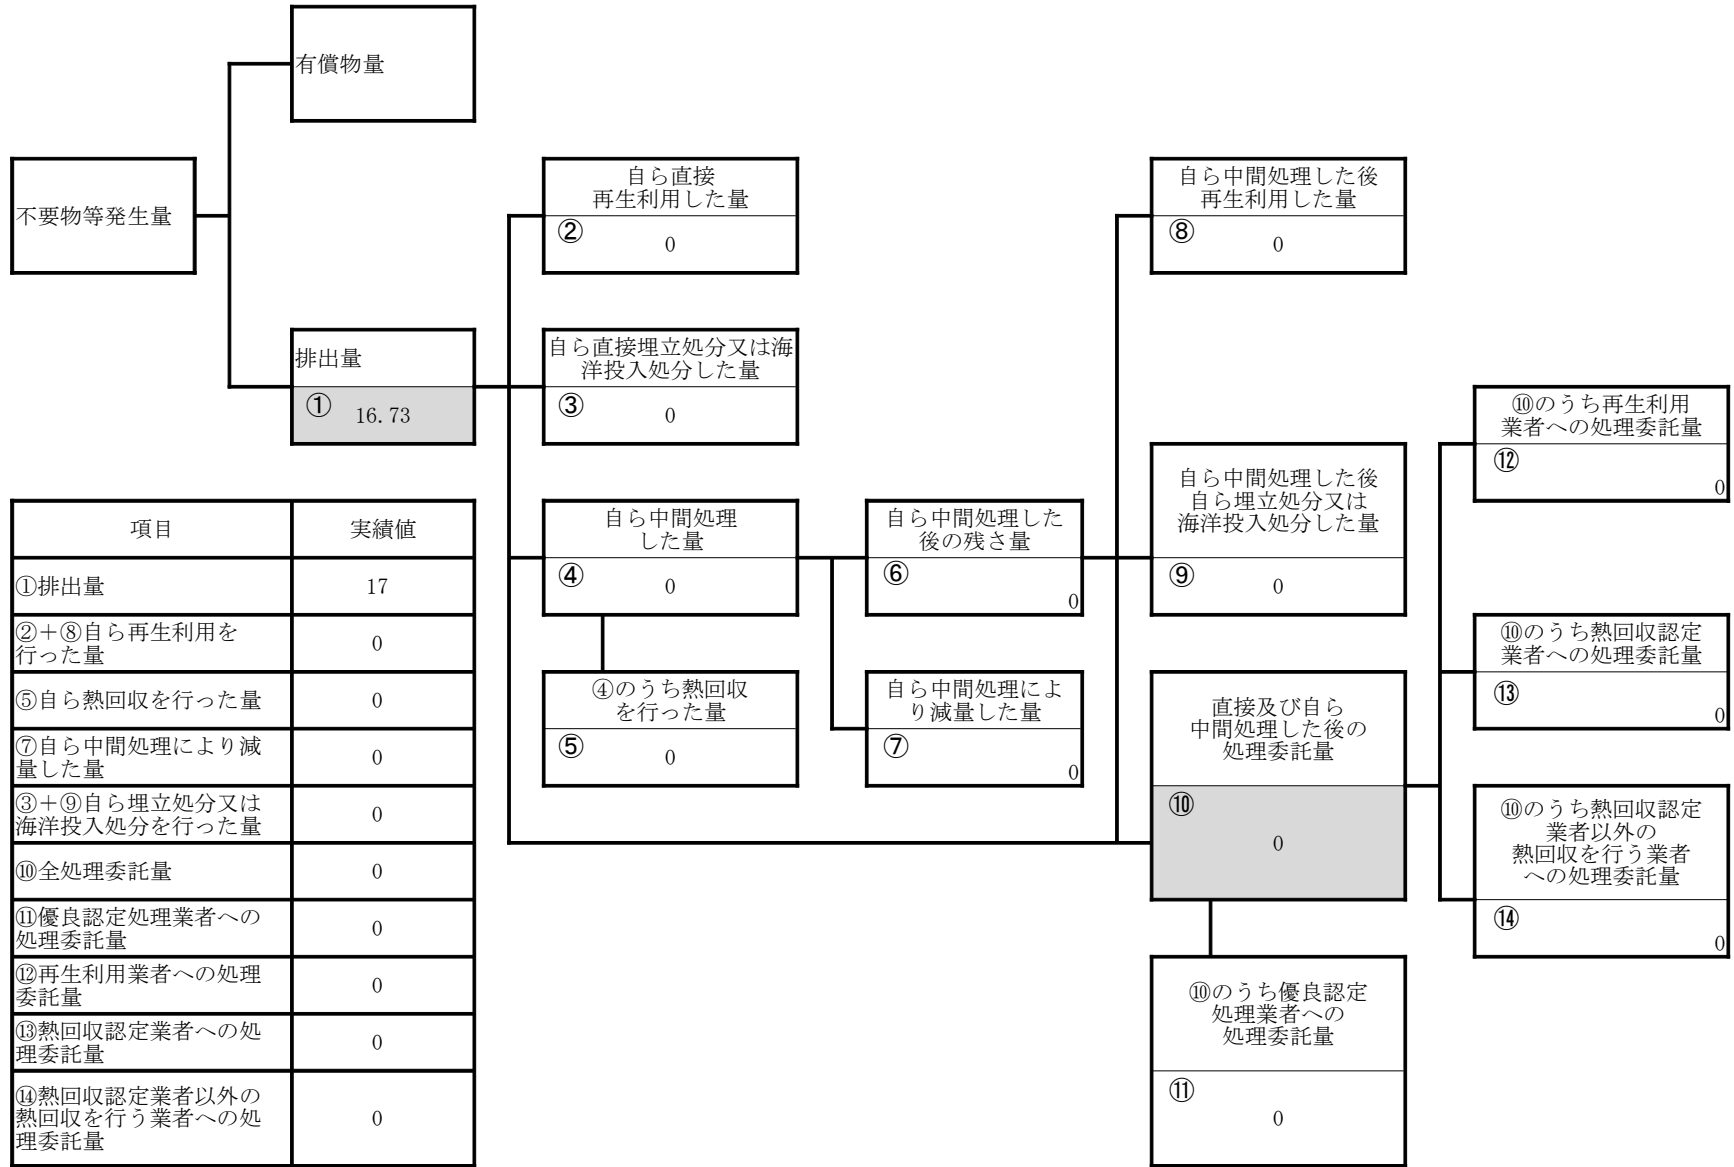 有償物量
不要物等発生量
排出量
① 16.73
自ら直接
再生利用した量
②
0
自ら直接埋立処分又は海
洋投入処分した量
③
0
自ら中間処理
した量
④
0
④のうち熱回収
を行った量
⑤
0
自ら中間処理した
後の残さ量
⑥
0
自ら中間処理によ
り減量した量
⑦
0
自ら中間処理した後
再生利用した量
⑧
0
自ら中間処理した後
自ら埋立処分又は
海洋投入処分した量
⑨
0
直接及び自ら
中間処理した後の
処理委託量
⑩
0
⑩のうち優良認定
処理業者への
処理委託量
⑪
0
⑩のうち再生利用
業者への処理委託量
⑫
0
⑩のうち熱回収認定
業者への処理委託量
⑬
0
⑩のうち熱回収認定
業者以外の
熱回収を行う業者
への処理委託量
⑭
0
項目 実績値
①排出量 17
②＋⑧自ら再生利用を
行った量 0
⑤自ら熱回収を行った量 0
⑦自ら中間処理により減
量した量 0
③＋⑨自ら埋立処分又は
海洋投入処分を行った量 0
⑩全処理委託量 0
⑪優良認定処理業者への
処理委託量 0
⑫再生利用業者への処理
委託量 0
⑬熱回収認定業者への処
理委託量 0
⑭熱回収認定業者以外の
熱回収を行う業者への処
理委託量 0